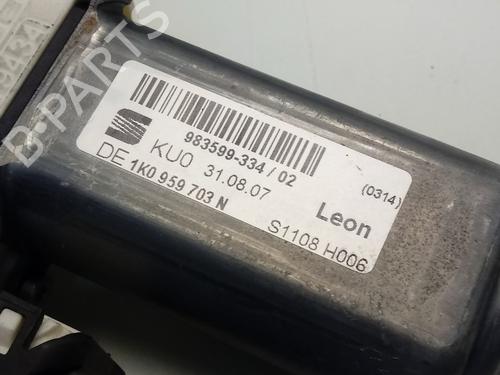 983599-334 / 02
KU0 31.08.07 (0314)
DE 1K0 959 703 N
Leon
S1108 H006
B-PARTS